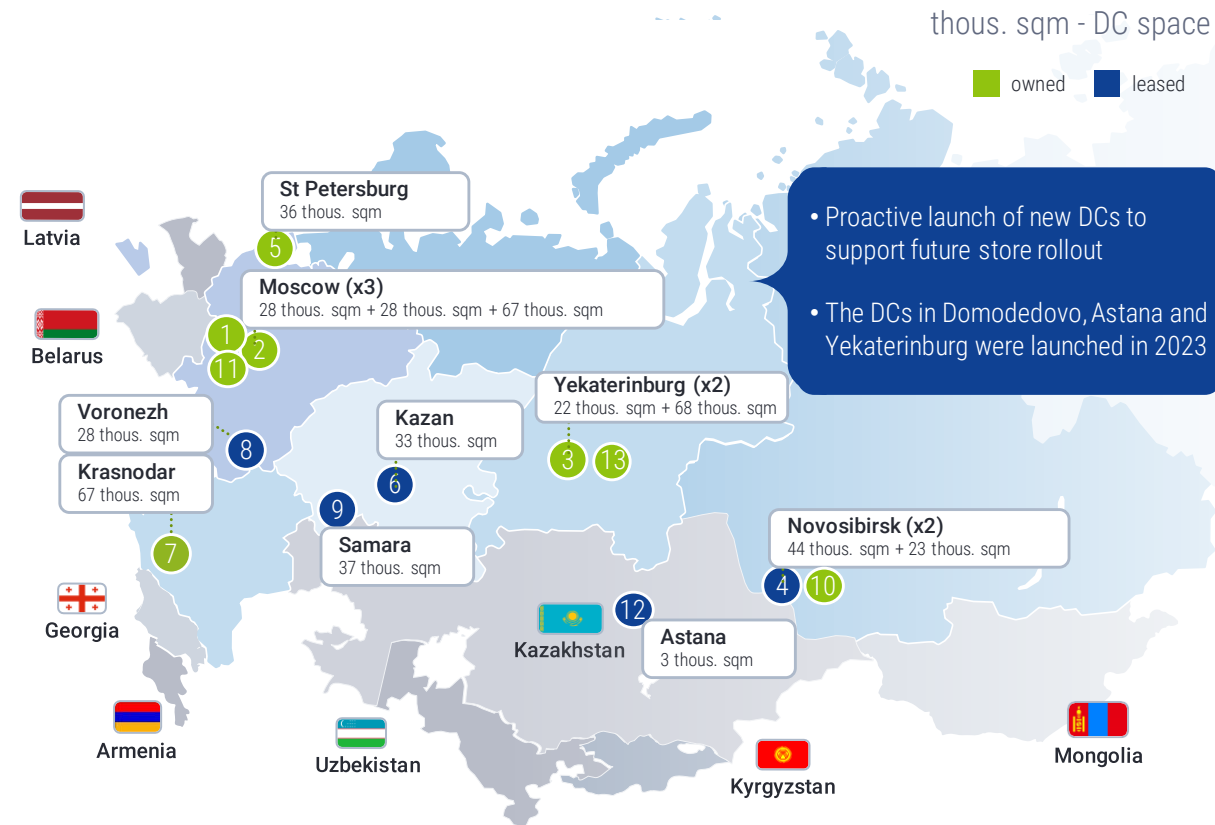 thous. sqm - DC space
owned
leased
Latvia
St Petersburg
36 thous. sqm
5
• Proactive launch of new DCs to
support future store rollout
• The DCs in Domodedovo, Astana and
Yekaterinburg were launched in 2023
Moscow (x3)
28 thous. sqm + 28 thous. sqm + 67 thous. sqm
Belarus
1
2
11
Voronezh
28 thous. sqm
8
Krasnodar
67 thous. sqm
7
Kazan
33 thous. sqm
6
Yekaterinburg (x2)
22 thous. sqm + 68 thous. sqm
3
13
9
Samara
37 thous. sqm
Novosibirsk (x2)
44 thous. sqm + 23 thous. sqm
4
10
Georgia
Kazakhstan
12
Astana
3 thous. sqm
Armenia
Uzbekistan
Kyrgyzstan
Mongolia